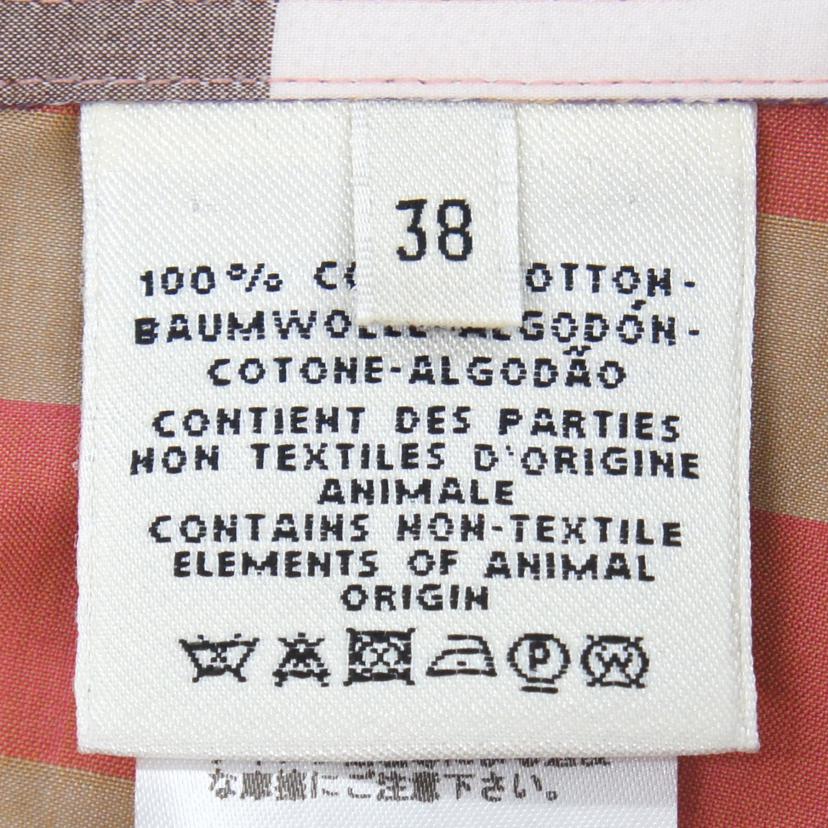 38
100% OTTON-
ALGODÓN-
COTONE-ALGODÃO
CONTIENT DES PARTIES
NON TEXTILES D'ORIGINE
ANIMALE
CONTAINS NON-TEXTILE
ELEMENTS OF ANIMAL
ORIGIN
P W
な摩擦にご注意下さい。